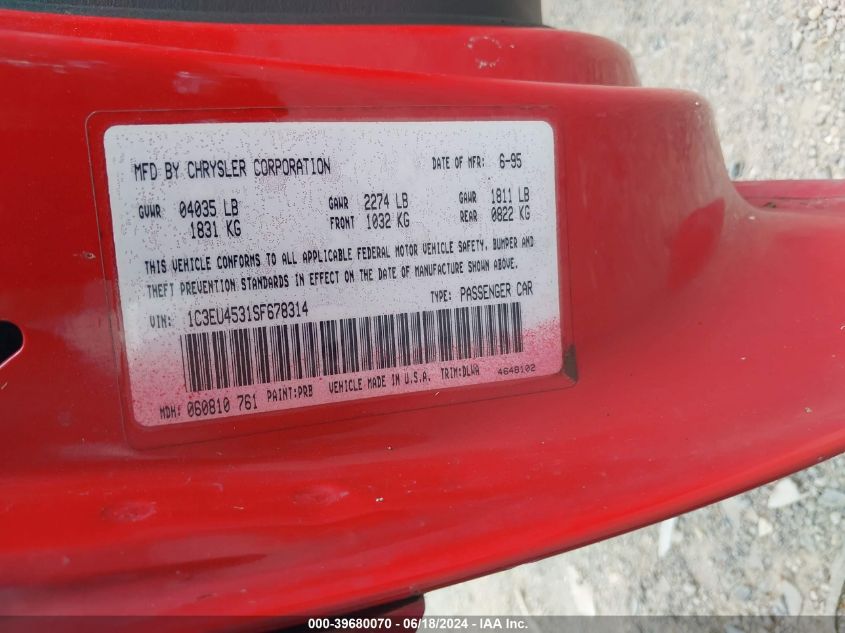 MFD BY CHRYSLER CORPORATION DATE OF MFR: 6-95
GVWR 04035 LB GAWR 2274 LB GAWR 1811 LB
1831 KG FRONT 1032 KG REAR 0822 KG
THIS VEHICLE CONFORMS TO ALL APPLICABLE FEDERAL MOTOR VEHICLE SAFETY, BUMPER AND
THEFT PREVENTION STANDARDS IN EFFECT ON THE DATE OF MANUFACTURE SHOWN ABOVE.
VIN: 1C3EU4531SF678314 TYPE: PASSENGER CAR
MDH: 060810 761 PAINT:PRB VEHICLE MADE IN U.S.A. TRIM:DLWA 4648102
000-39680070 / 06/18/2024 - IAA Inc.